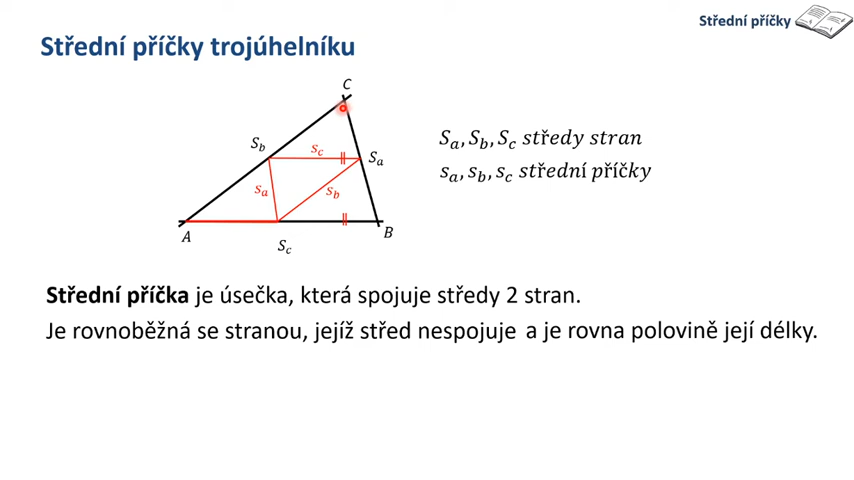 Střední příčky
Střední příčky trojúhelníku
C
S_b
s_c
S_a
s_a
s_b
A
B
S_c
S_a, S_b, S_c středy stran
s_a, s_b, s_c střední příčky
Střední příčka je úsečka, která spojuje středy 2 stran.
Je rovnoběžná se stranou, jejíž střed nespojuje a je rovna polovině její délky.